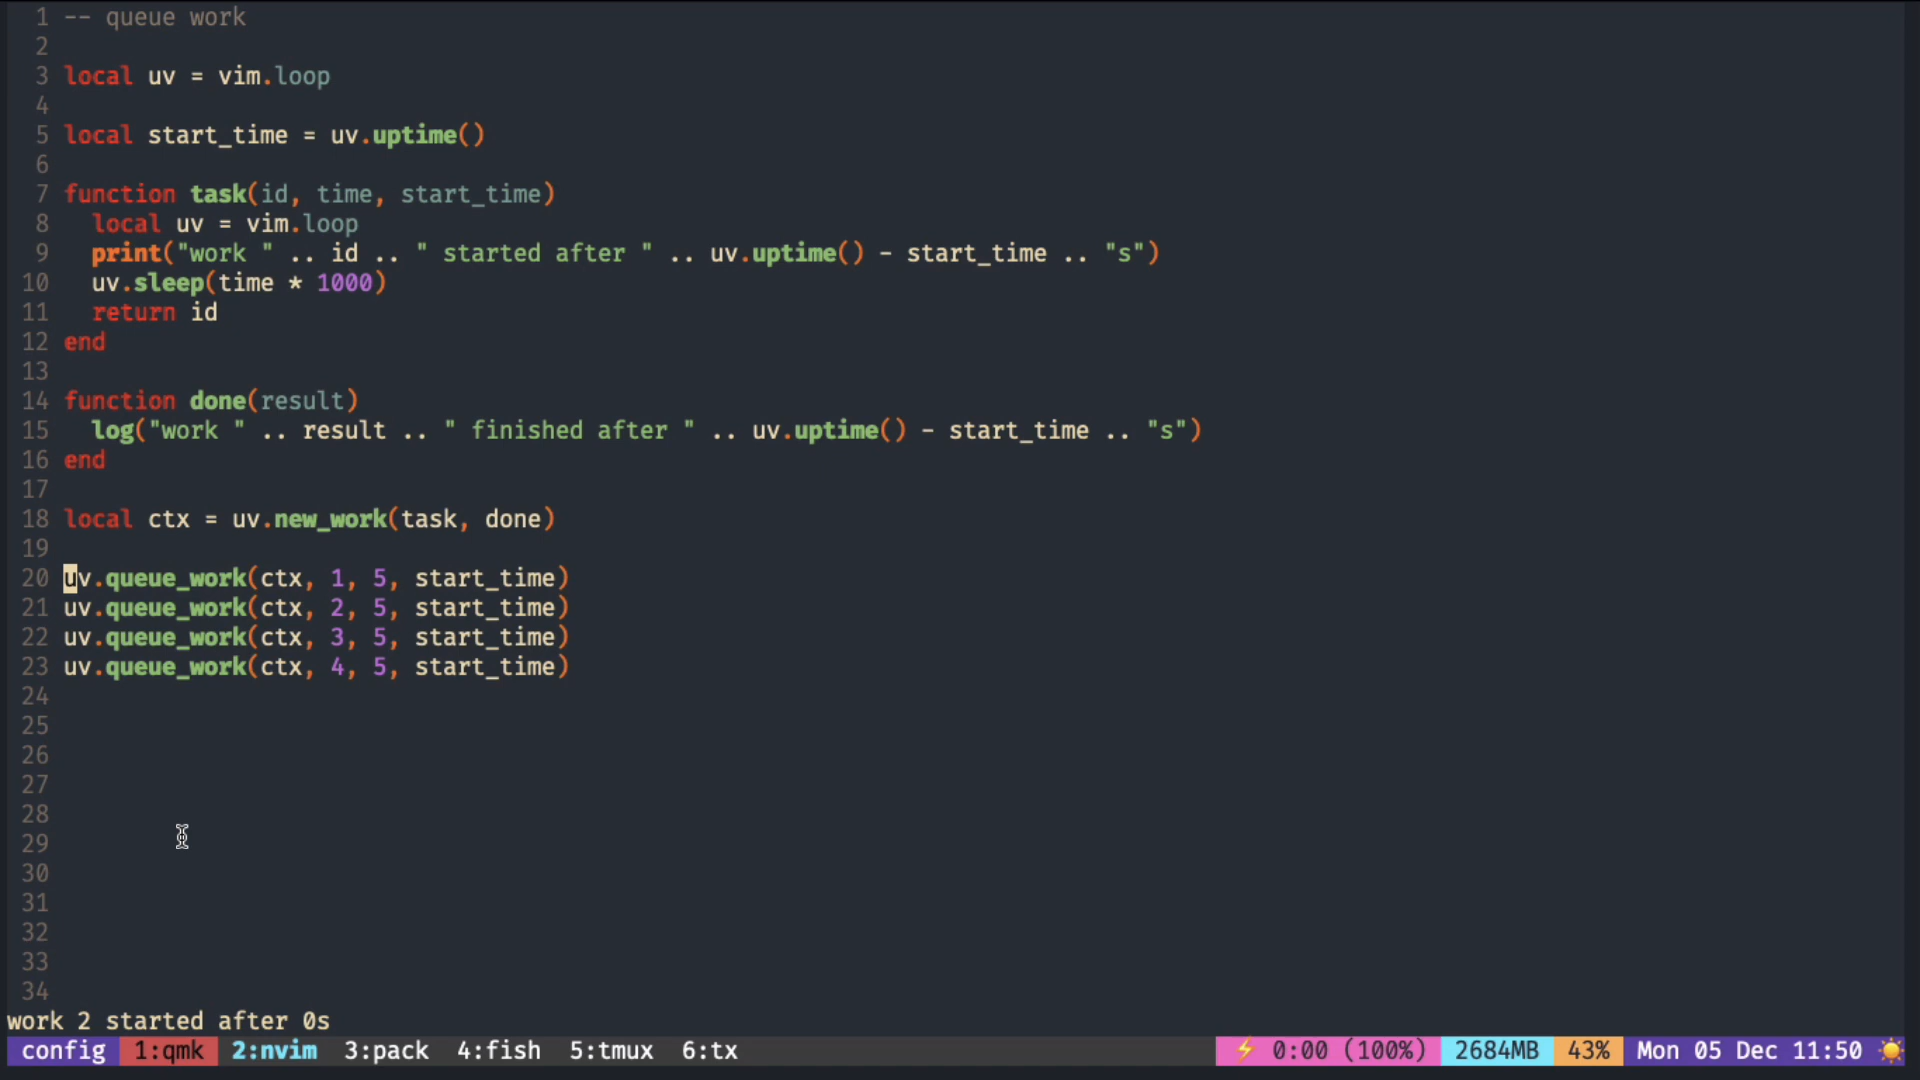 1 -- queue work
2
3 local uv = vim.loop
4
5 local start_time = uv.uptime()
6
7 function task(id, time, start_time)
8   local uv = vim.loop
9   print("work " .. id .. " started after " .. uv.uptime() - start_time .. "s")
10   uv.sleep(time * 1000)
11   return id
12 end
13
14 function done(result)
15   log("work " .. result .. " finished after " .. uv.uptime() - start_time .. "s")
16 end
17
18 local ctx = uv.new_work(task, done)
19
20 uv.queue_work(ctx, 1, 5, start_time)
21 uv.queue_work(ctx, 2, 5, start_time)
22 uv.queue_work(ctx, 3, 5, start_time)
23 uv.queue_work(ctx, 4, 5, start_time)
24
25
26
27
28
29
30
31
32
33
34
work 2 started after 0s
config 1:qmk 2:nvim 3:pack 4:fish 5:tmux 6:tx ⚡ 0:00 (100%) 2684MB 43% Mon 05 Dec 11:50 ☀️